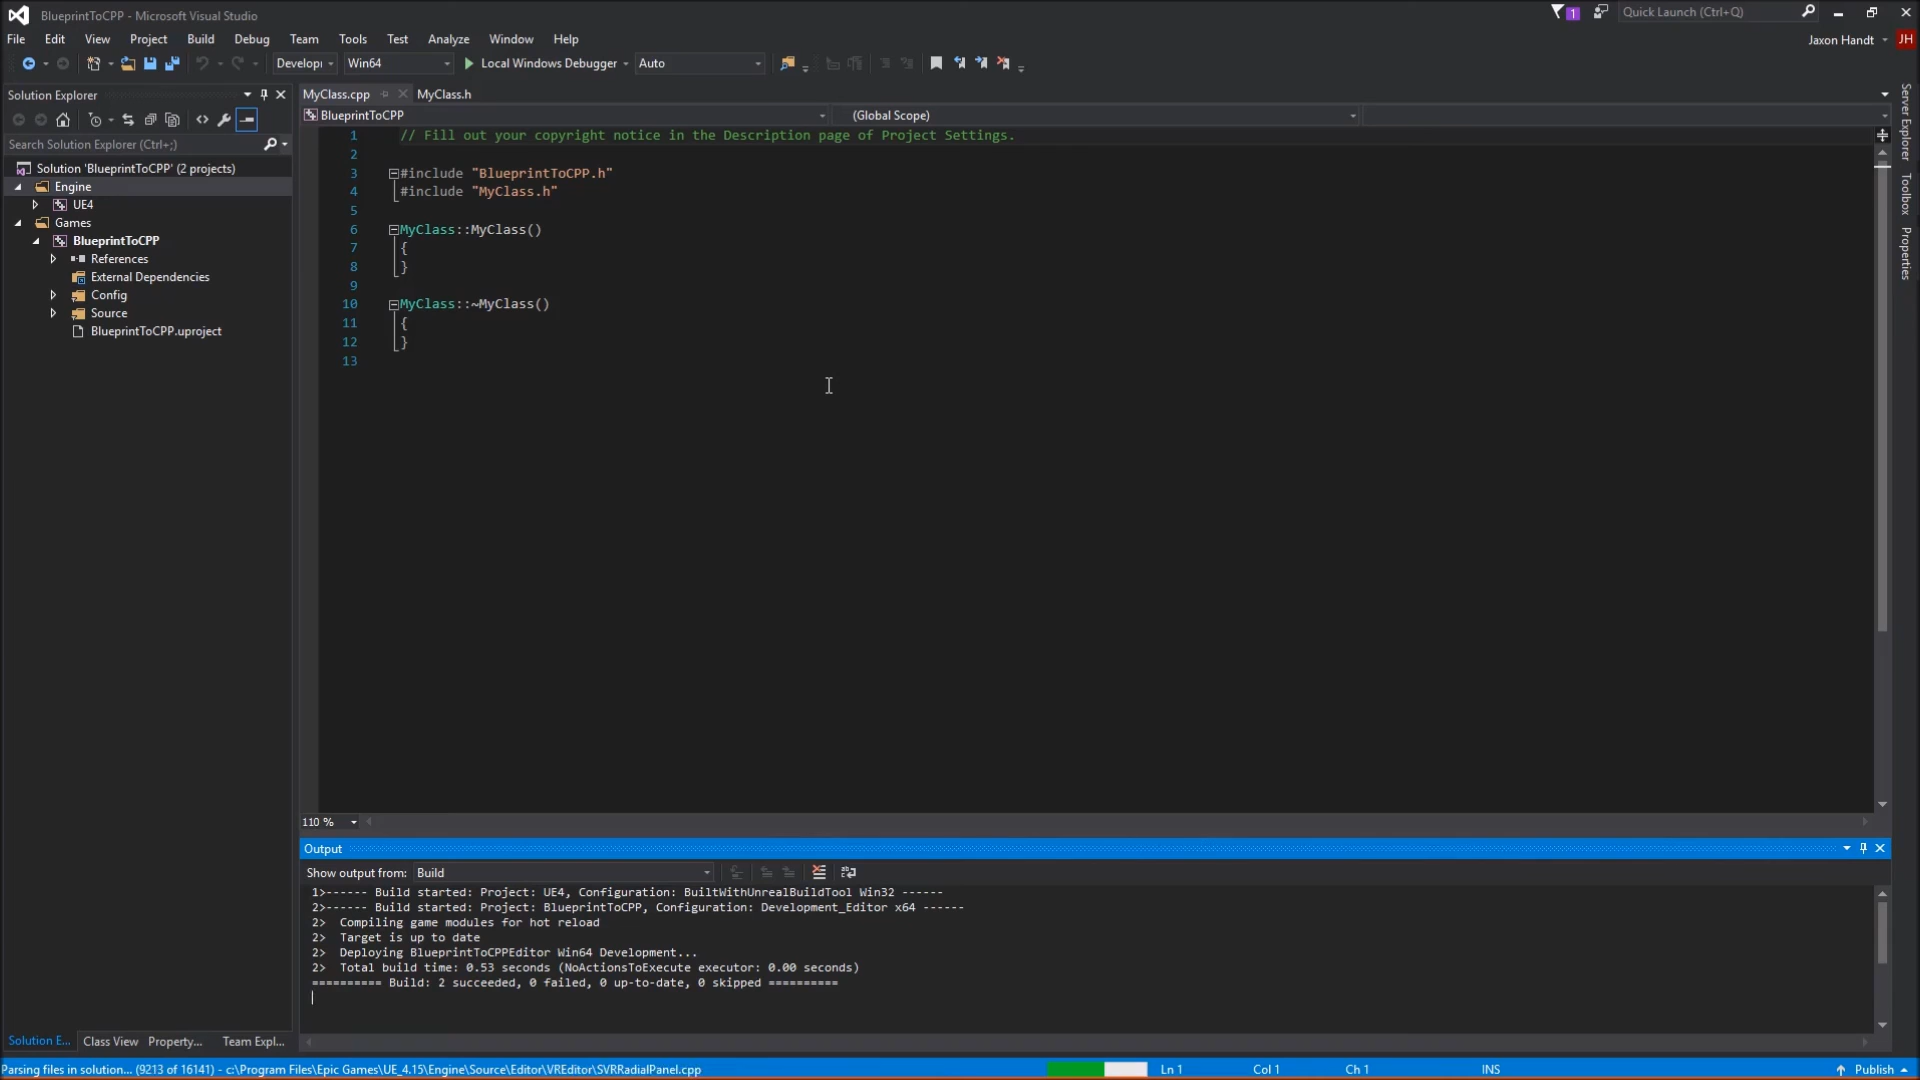 BlueprintToCPP - Microsoft Visual Studio
1
Quick Launch (Ctrl+Q)
File Edit View Project Build Debug Team Tools Test Analyze Window Help
Jaxon Handt JH
Develop Win64 Local Windows Debugger Auto
Solution Explorer
MyClass.cpp MyClass.h
BlueprintToCPP (Global Scope)
Search Solution Explorer (Ctrl+;)
Solution 'BlueprintToCPP' (2 projects)
Engine
UE4
Games
BlueprintToCPP
References
External Dependencies
Config
Source
BlueprintToCPP.uproject
1 // Fill out your copyright notice in the Description page of Project Settings.
2
3 #include "BlueprintToCPP.h"
4 #include "MyClass.h"
5
6 MyClass::MyClass()
7 {
8 }
9
10 MyClass::~MyClass()
11 {
12 }
13
Server Explorer
Toolbox
Properties
110 %
Output
Show output from: Build
1>------ Build started: Project: UE4, Configuration: BuiltWithUnrealBuildTool Win32 ------
2>------ Build started: Project: BlueprintToCPP, Configuration: Development_Editor x64 ------
2> Compiling game modules for hot reload
2> Target is up to date
2> Deploying BlueprintToCPPEditor Win64 Development...
2> Total build time: 0.53 seconds (NoActionsToExecute executor: 0.00 seconds)
========== Build: 2 succeeded, 0 failed, 0 up-to-date, 0 skipped ==========
Solution E... Class View Property... Team Expl...
Parsing files in solution... (9213 of 16141) - c:\Program Files\Epic Games\UE_4.15\Engine\Source\Editor\VREditor\SVRRadialPanel.cpp
Ln 1 Col 1 Ch 1 INS Publish